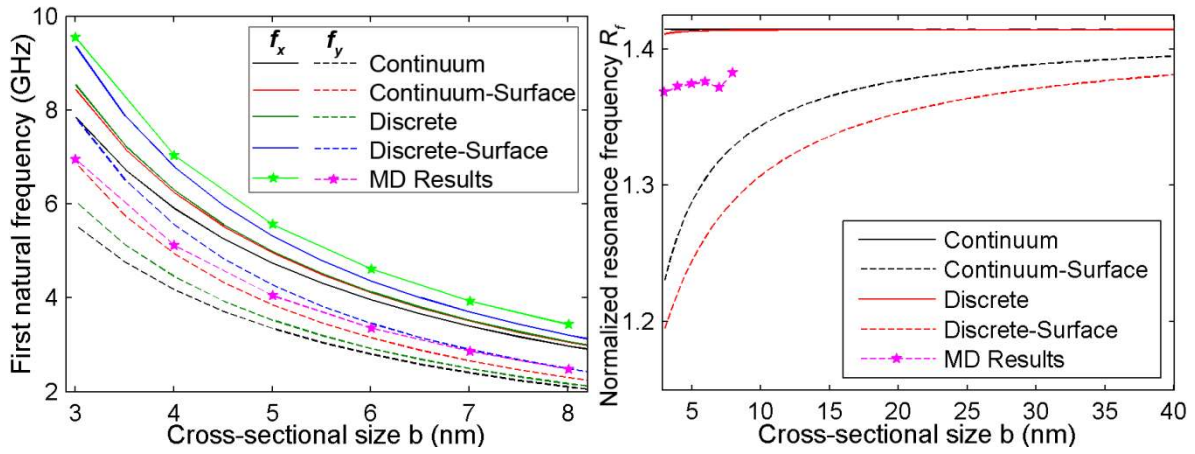 First natural frequency (GHz)
10
8
6
4
2
f_x f_y
Continuum
Continuum-Surface
Discrete
Discrete-Surface
MD Results
3 4 5 6 7 8
Cross-sectional size b (nm)
Normalized resonance frequency R_f
1.4
1.3
1.2
Continuum
Continuum-Surface
Discrete
Discrete-Surface
MD Results
5 10 15 20 25 30 35 40
Cross-sectional size b (nm)